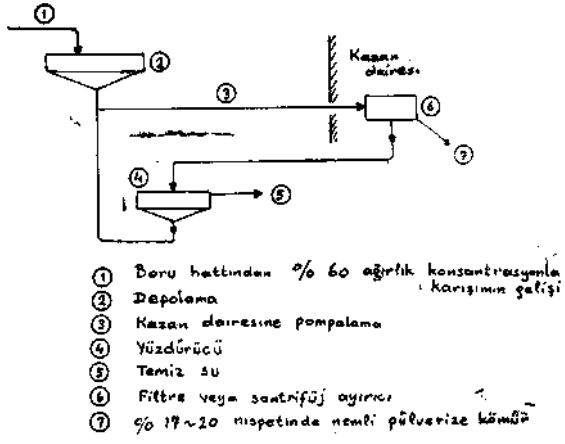 ①
②
Kazan
dairesi
③
⑥
⑦
④
⑤
① Boru hattından % 60 ağırlık konsantrasyonla
karışımın gelişi
② Depolama
③ Kazan dairesine pompalama
④ Yüzdürücü
⑤ Temiz su
⑥ Filtre veya santrifüj ayırıcı
⑦ % 17~20 nispetinde nemli pülverize kömür